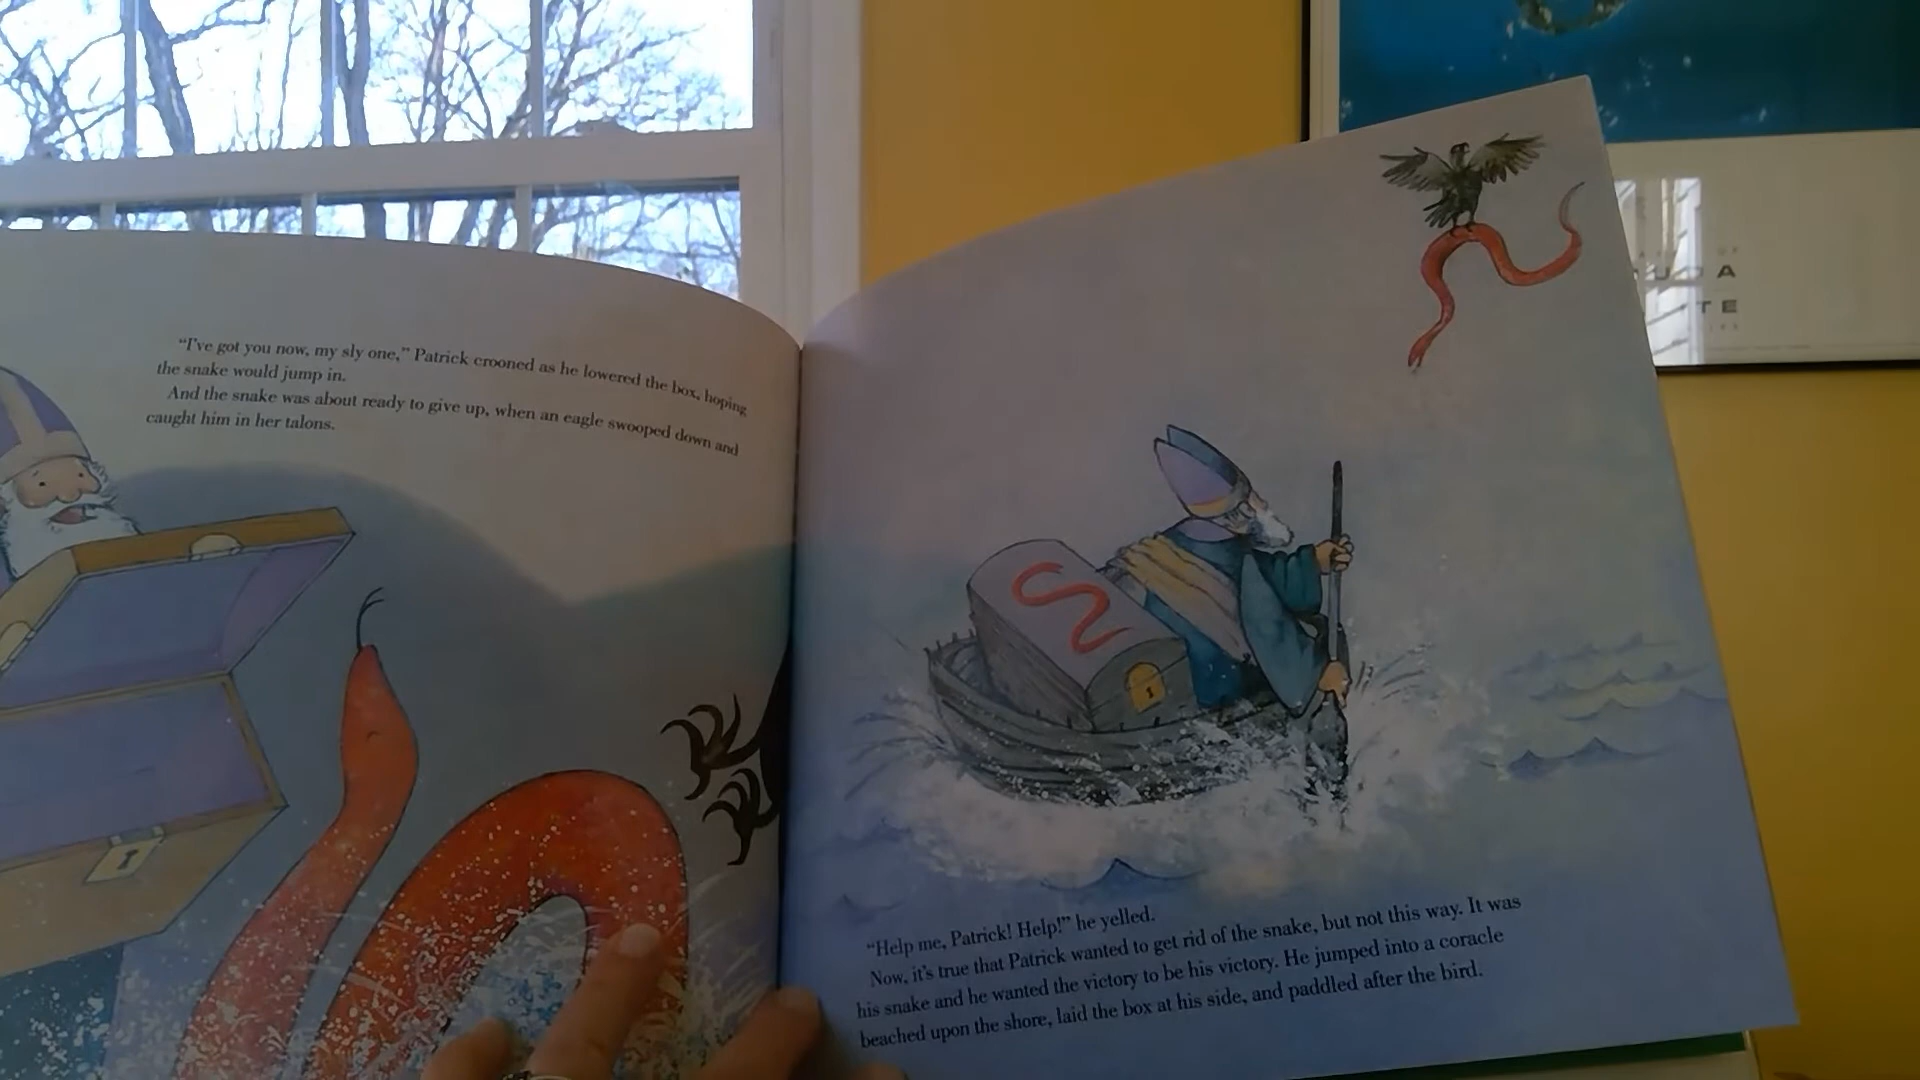 “I’ve got you now, my sly one,” Patrick crooned as he lowered the box, hoping
the snake would jump in.
And the snake was about ready to give up, when an eagle swooped down and
caught him in her talons.
“Help me, Patrick! Help!” he yelled.
Now, it’s true that Patrick wanted to get rid of the snake, but not this way. It was
his snake and he wanted the victory to be his victory. He jumped into a coracle
beached upon the shore, laid the box at his side, and paddled after the bird.